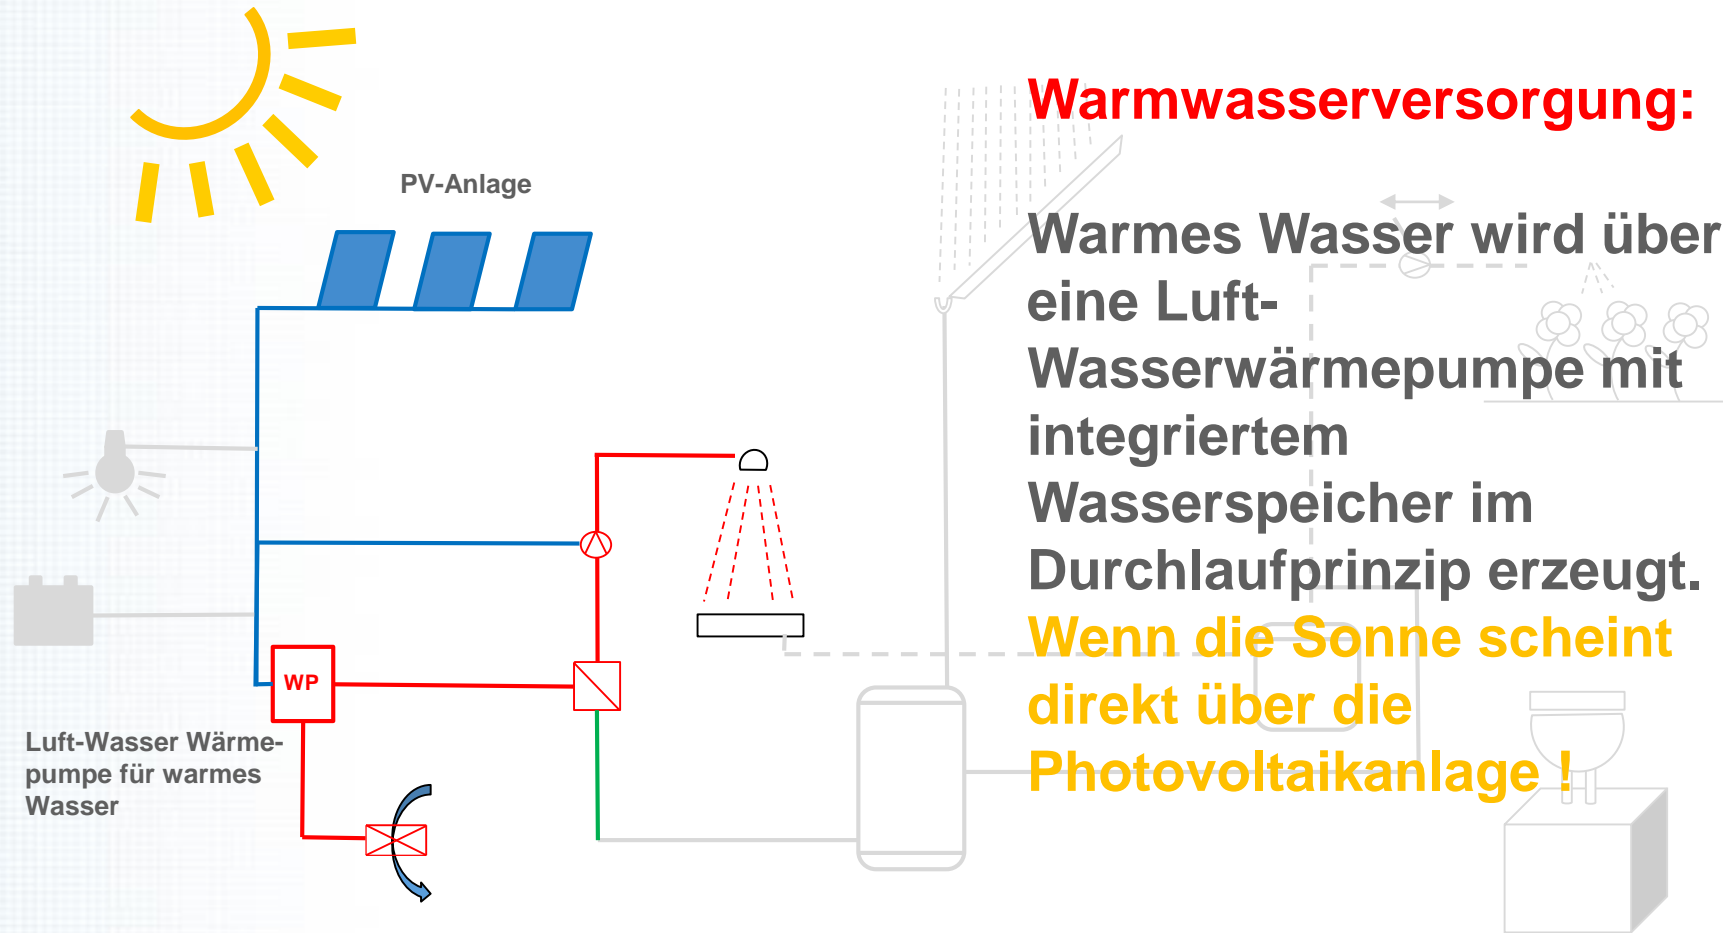 Warmwasserversorgung:
PV-Anlage
Warmes Wasser wird über
eine Luft-
Wasserwärmepumpe mit
integriertem
Wasserspeicher im
Durchlaufprinzip erzeugt.
Wenn die Sonne scheint
direkt über die
Photovoltaikanlage !
WP
Luft-Wasser Wärme-
pumpe für warmes
Wasser